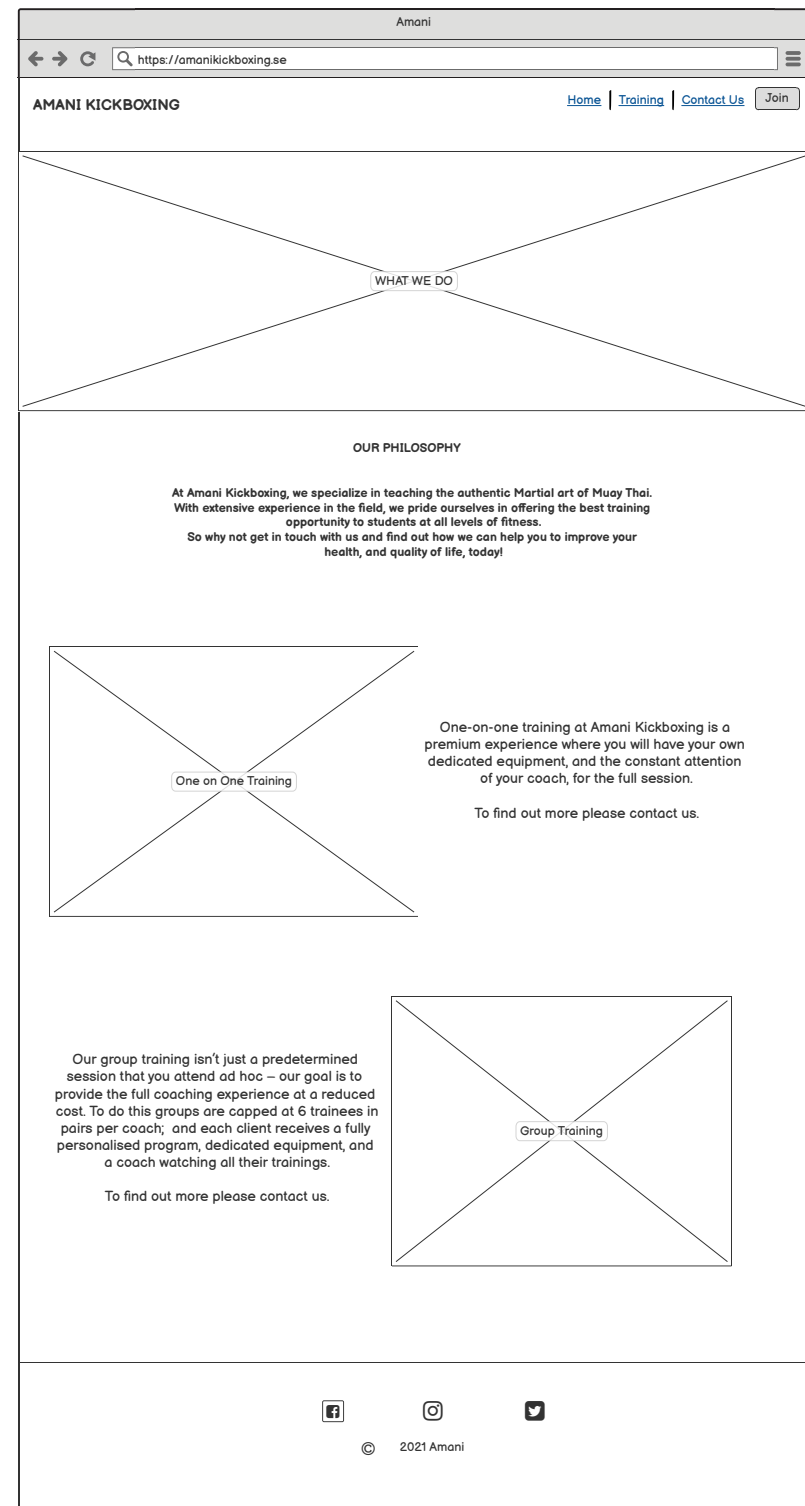 Amani
https://amanikickboxing.se
AMANI KICKBOXING
Home | Training | Contact Us Join
WHAT WE DO
OUR PHILOSOPHY
At Amani Kickboxing, we specialize in teaching the authentic Martial art of Muay Thai.
With extensive experience in the field, we pride ourselves in offering the best training
opportunity to students at all levels of fitness.
So why not get in touch with us and find out how we can help you to improve your
health, and quality of life, today!
One on One Training
One-on-one training at Amani Kickboxing is a
premium experience where you will have your own
dedicated equipment, and the constant attention
of your coach, for the full session.
To find out more please contact us.
Our group training isn't just a predetermined
session that you attend ad hoc – our goal is to
provide the full coaching experience at a reduced
cost. To do this groups are capped at 6 trainees in
pairs per coach;  and each client receives a fully
personalised program, dedicated equipment, and
a coach watching all their trainings.
To find out more please contact us.
Group Training
© 2021 Amani